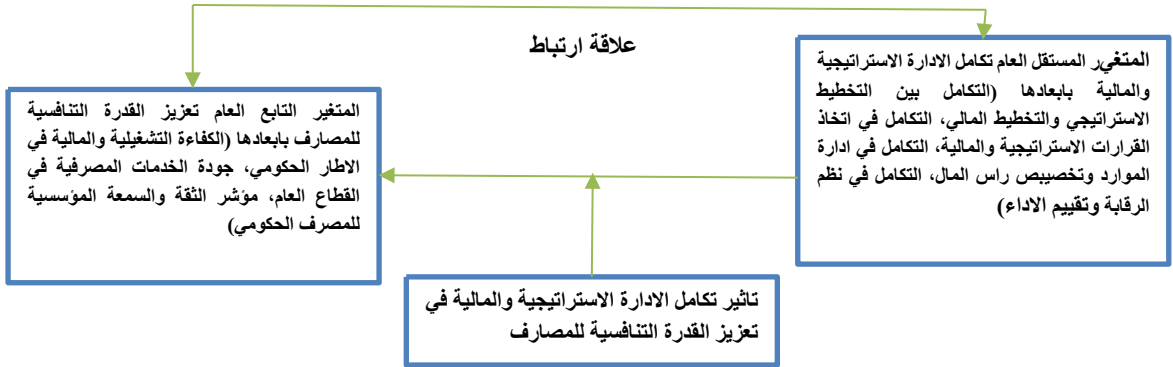 علاقة ارتباط
المتغير المستقل العام تكامل الادارة الاستراتيجية
والمالية بابعادها (التكامل بين التخطيط
الاستراتيجي والتخطيط المالي، التكامل في اتخاذ
القرارات الاستراتيجية والمالية، التكامل في ادارة
الموارد وتخصيبص راس المال، التكامل في نظم
الرقابة وتقييم الاداء)
المتغير التابع العام تعزيز القدرة التنافسية
للمصارف بابعادها (الكفاءة التشغيلية والمالية في
الاطار الحكومي، جودة الخدمات المصرفية في
القطاع العام، مؤشر الثقة والسمعة المؤسسية
للمصرف الحكومي)
تاثير تكامل الادارة الاستراتيجية والمالية في
تعزيز القدرة التنافسية للمصارف